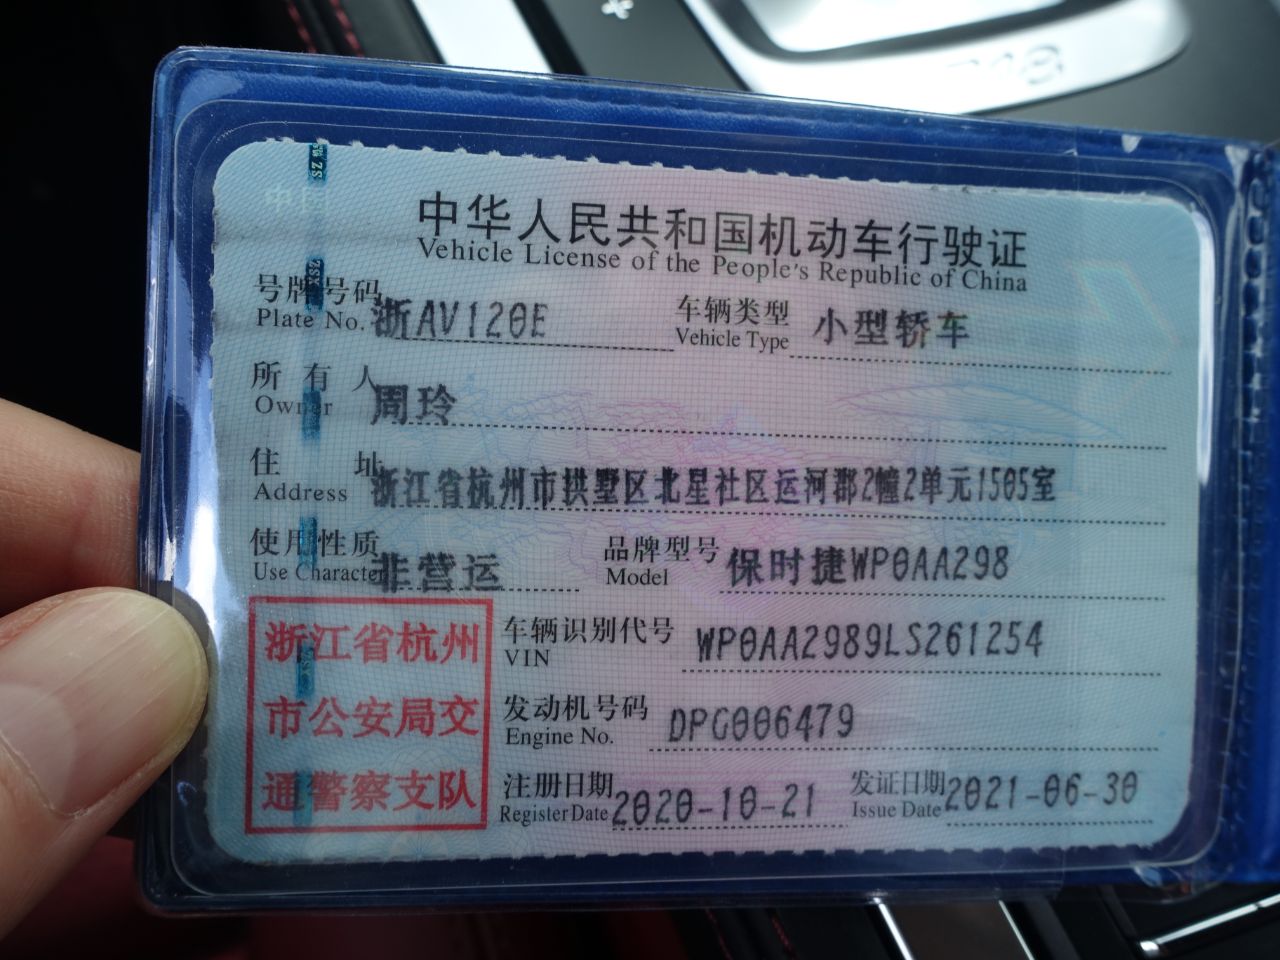 中华人民共和国机动车行驶证
Vehicle License of the People's Republic of China
号牌号码 浙AV120E 车辆类型 小型轿车
Plate No. Vehicle Type
所有人 周玲
Owner
住址 浙江省杭州市拱墅区北星社区运河郡2幢2单元1505室
Address
使用性质 非营运 品牌型号 保时捷WP0AA298
Use Character Model
浙江省杭州
市公安局交
通警察支队
车辆识别代号 WP0AA2989LS261254
VIN
发动机号码 DPG006479
Engine No.
注册日期 2020-10-21 发证日期 2021-06-30
Register Date Issue Date